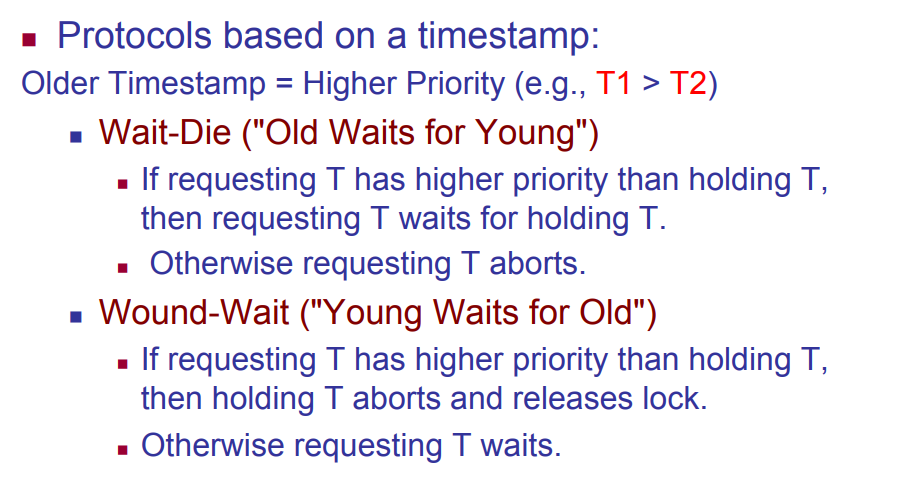 Protocols based on a timestamp:
Older Timestamp = Higher Priority (e.g., T1 > T2)
Wait-Die ("Old Waits for Young")
If requesting T has higher priority than holding T,
then requesting T waits for holding T.
Otherwise requesting T aborts.
Wound-Wait ("Young Waits for Old")
If requesting T has higher priority than holding T,
then holding T aborts and releases lock.
Otherwise requesting T waits.